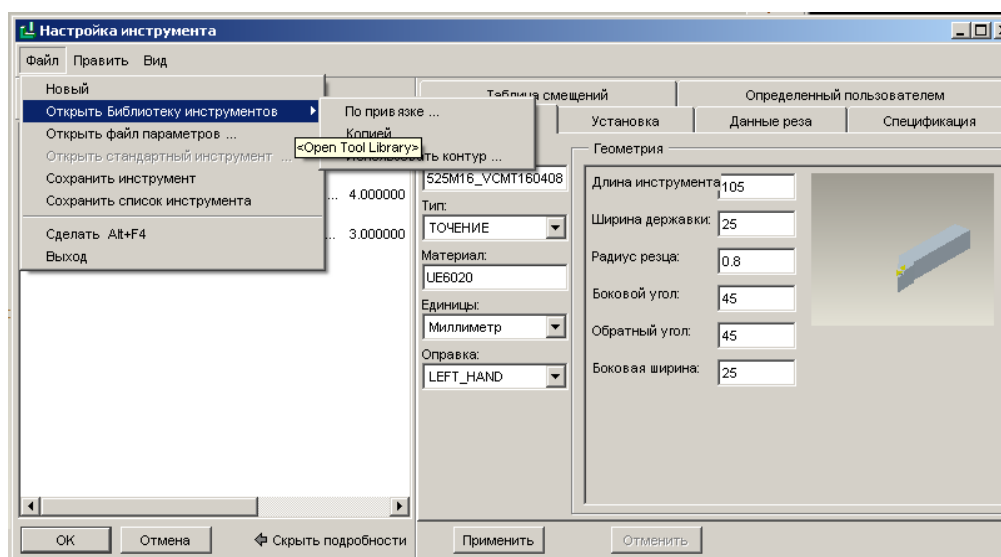 Настройка инструмента
Файл Править Вид
Новый
Открыть Библиотеку инструментов
Открыть файл параметров ...
Открыть стандартный инструмент ...
Сохранить инструмент
Сохранить список инструмента
Сделать Alt+F4
Выход
По привязке ...
Копией
Использовать контур ...
<Open Tool Library>
... 4.000000
... 3.000000
Таблица смещений
Определенный пользователем
Установка
Данные реза
Спецификация
525M16_VCMT160408
Тип:
ТОЧЕНИЕ
Материал:
UE6020
Единицы:
Миллиметр
Оправка:
LEFT_HAND
Геометрия
Длина инструмента 105
Ширина державки: 25
Радиус резца: 0.8
Боковой угол: 45
Обратный угол: 45
Боковая ширина: 25
OK
Отмена
Скрыть подробности
Применить
Отменить